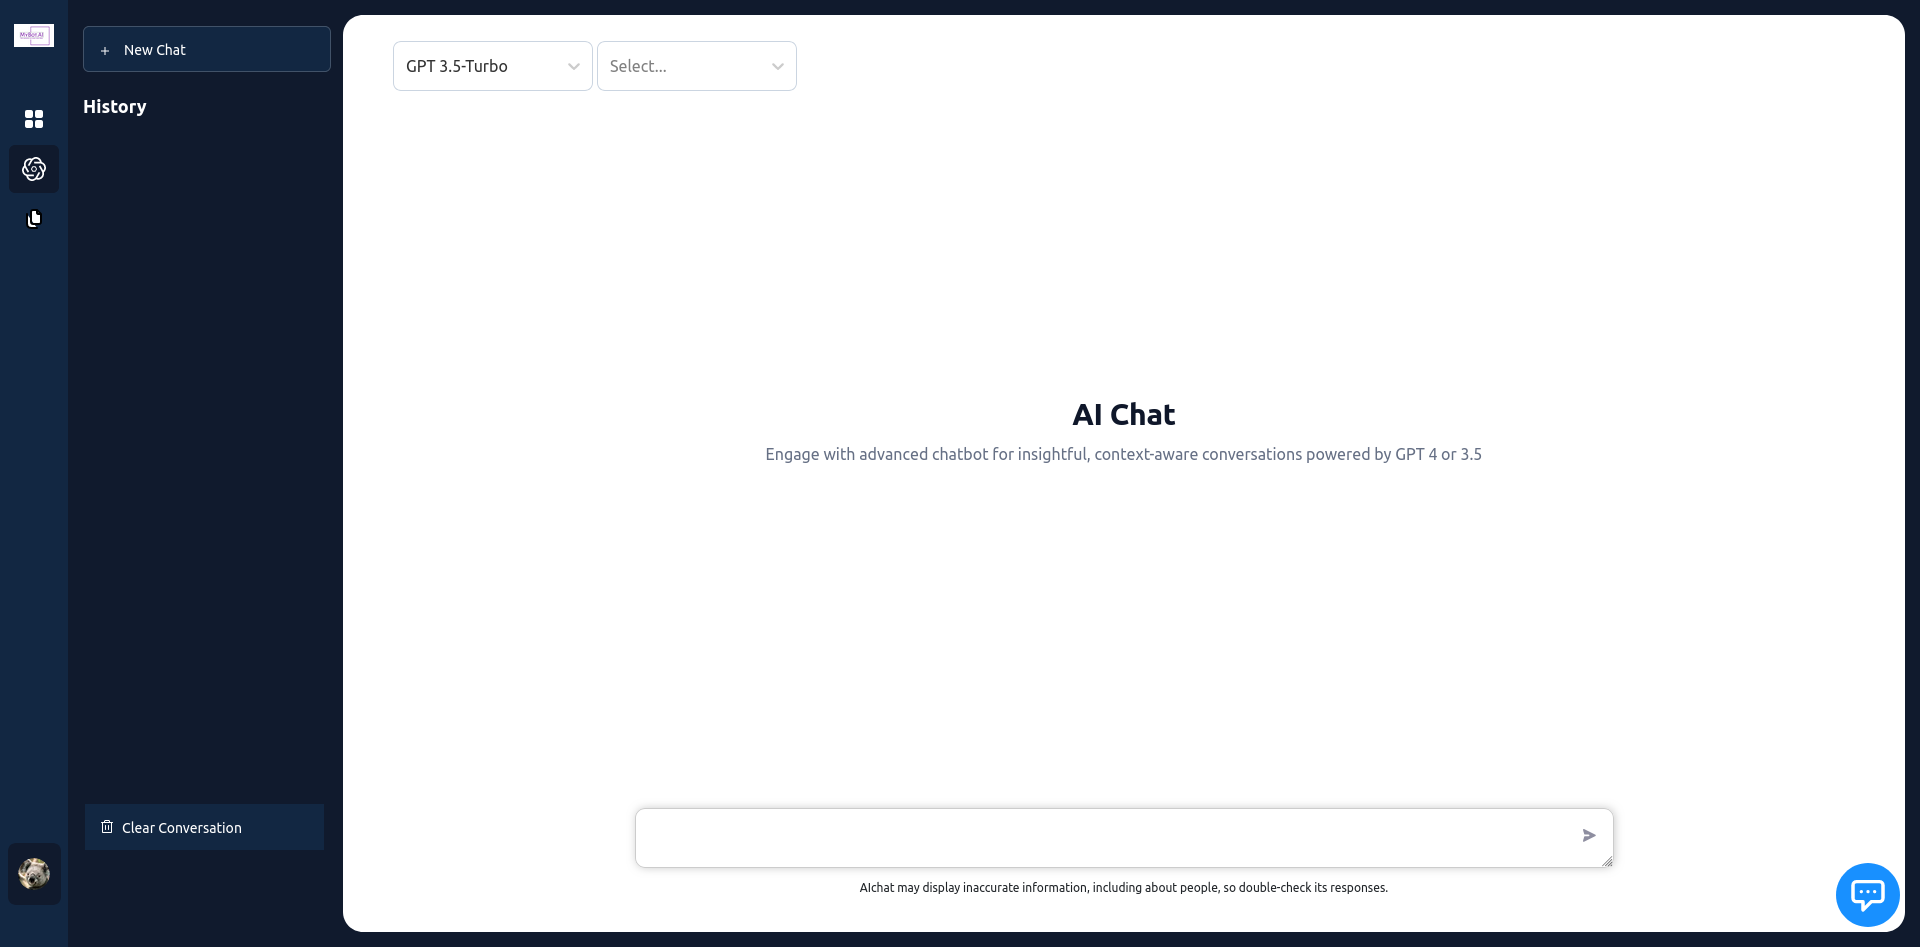 New Chat
History
Clear Conversation
GPT 3.5-Turbo
Select...
AI Chat
Engage with advanced chatbot for insightful, context-aware conversations powered by GPT 4 or 3.5
AIchat may display inaccurate information, including about people, so double-check its responses.